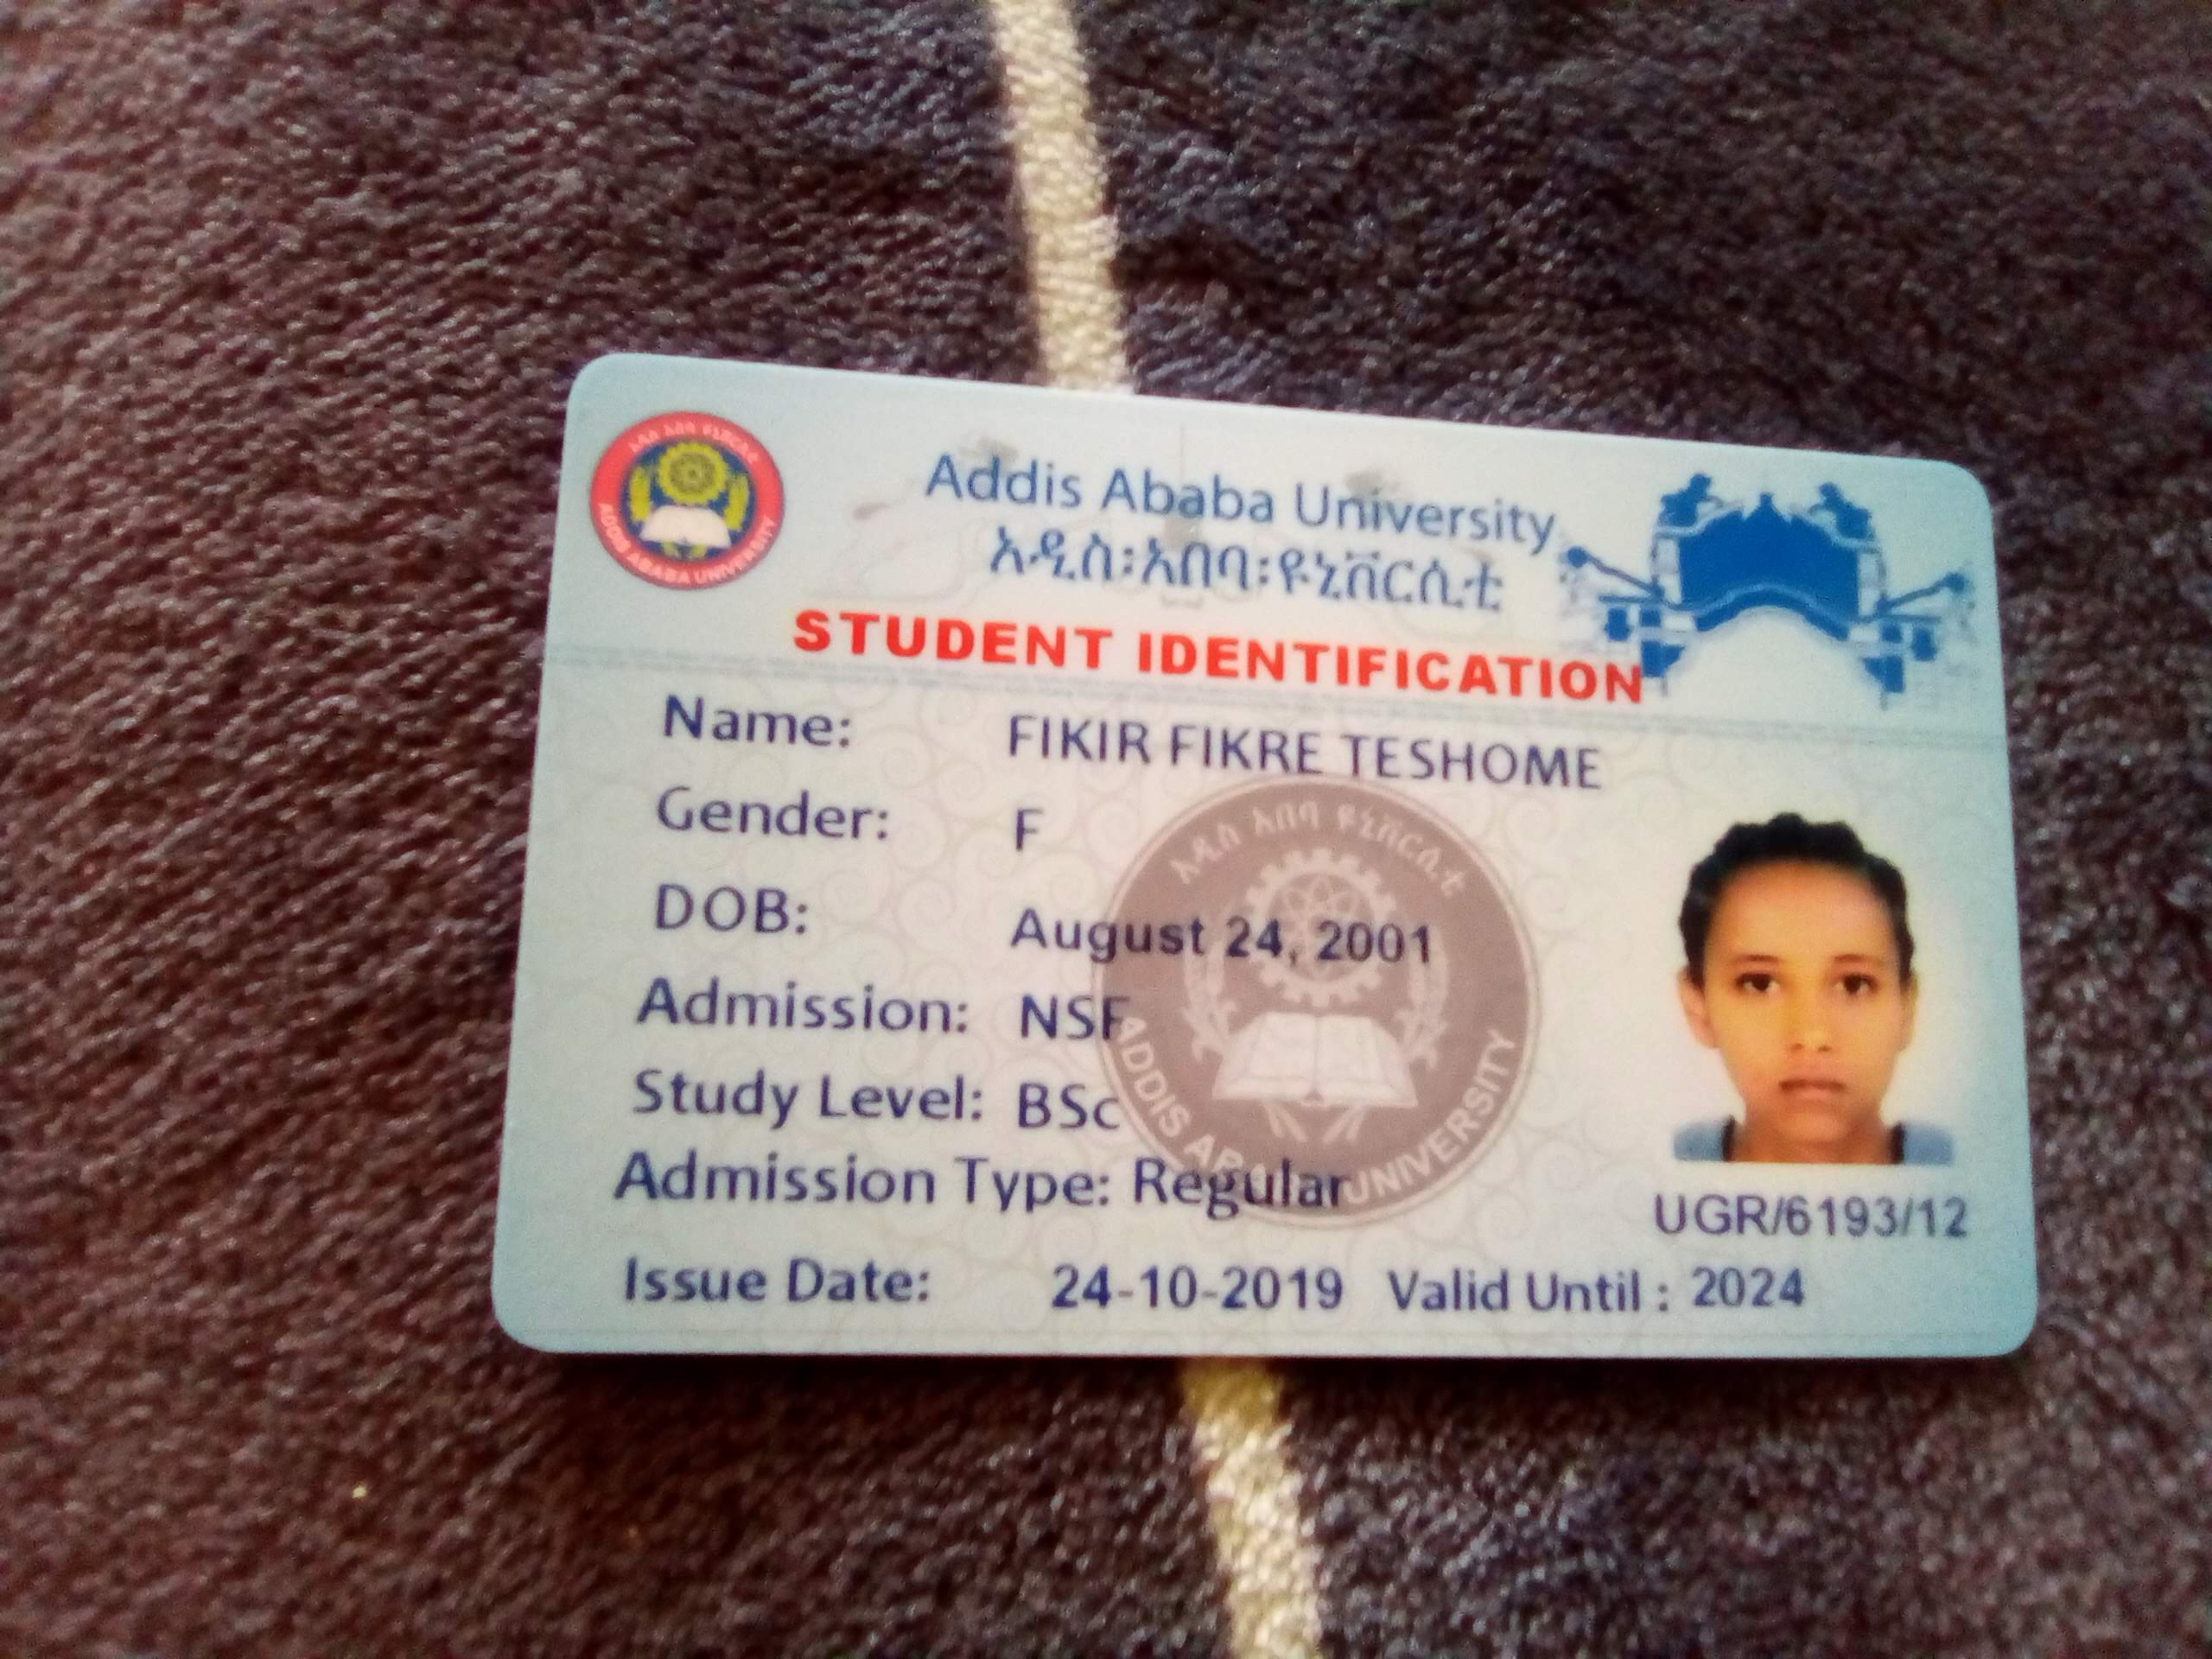 Addis Ababa University
አዲስ፡አበባ፡ዩኒቨርሲቲ
STUDENT IDENTIFICATION
አዲስ አበባ ዩኒቨርሲቲ
ADDIS ABABA UNIVERSITY
Name: FIKIR FIKRE TESHOME
Gender: F
DOB: August 24, 2001
Admission: NSF
Study Level: BSc
Admission Type: Regular
አዲስ አበባ ዩኒቨርሲቲ
ADDIS ABABA UNIVERSITY
UGR/6193/12
Issue Date: 24-10-2019 Valid Until : 2024